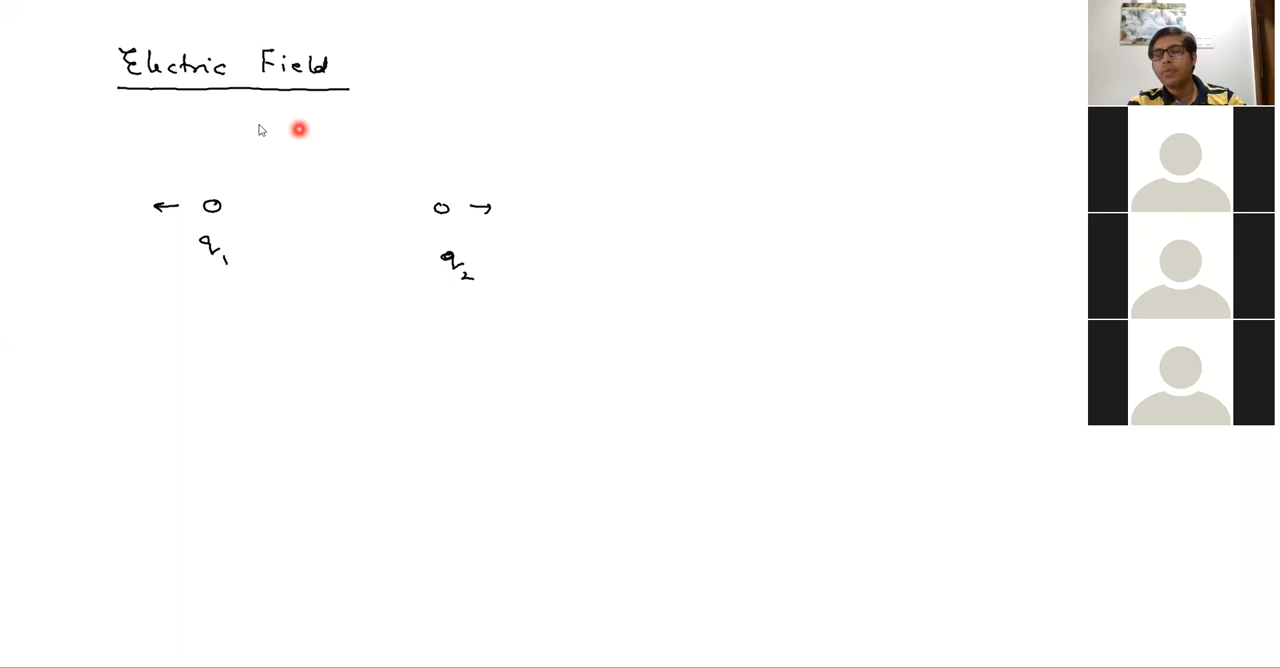 Electric Field
← o o →
q₁ q₂